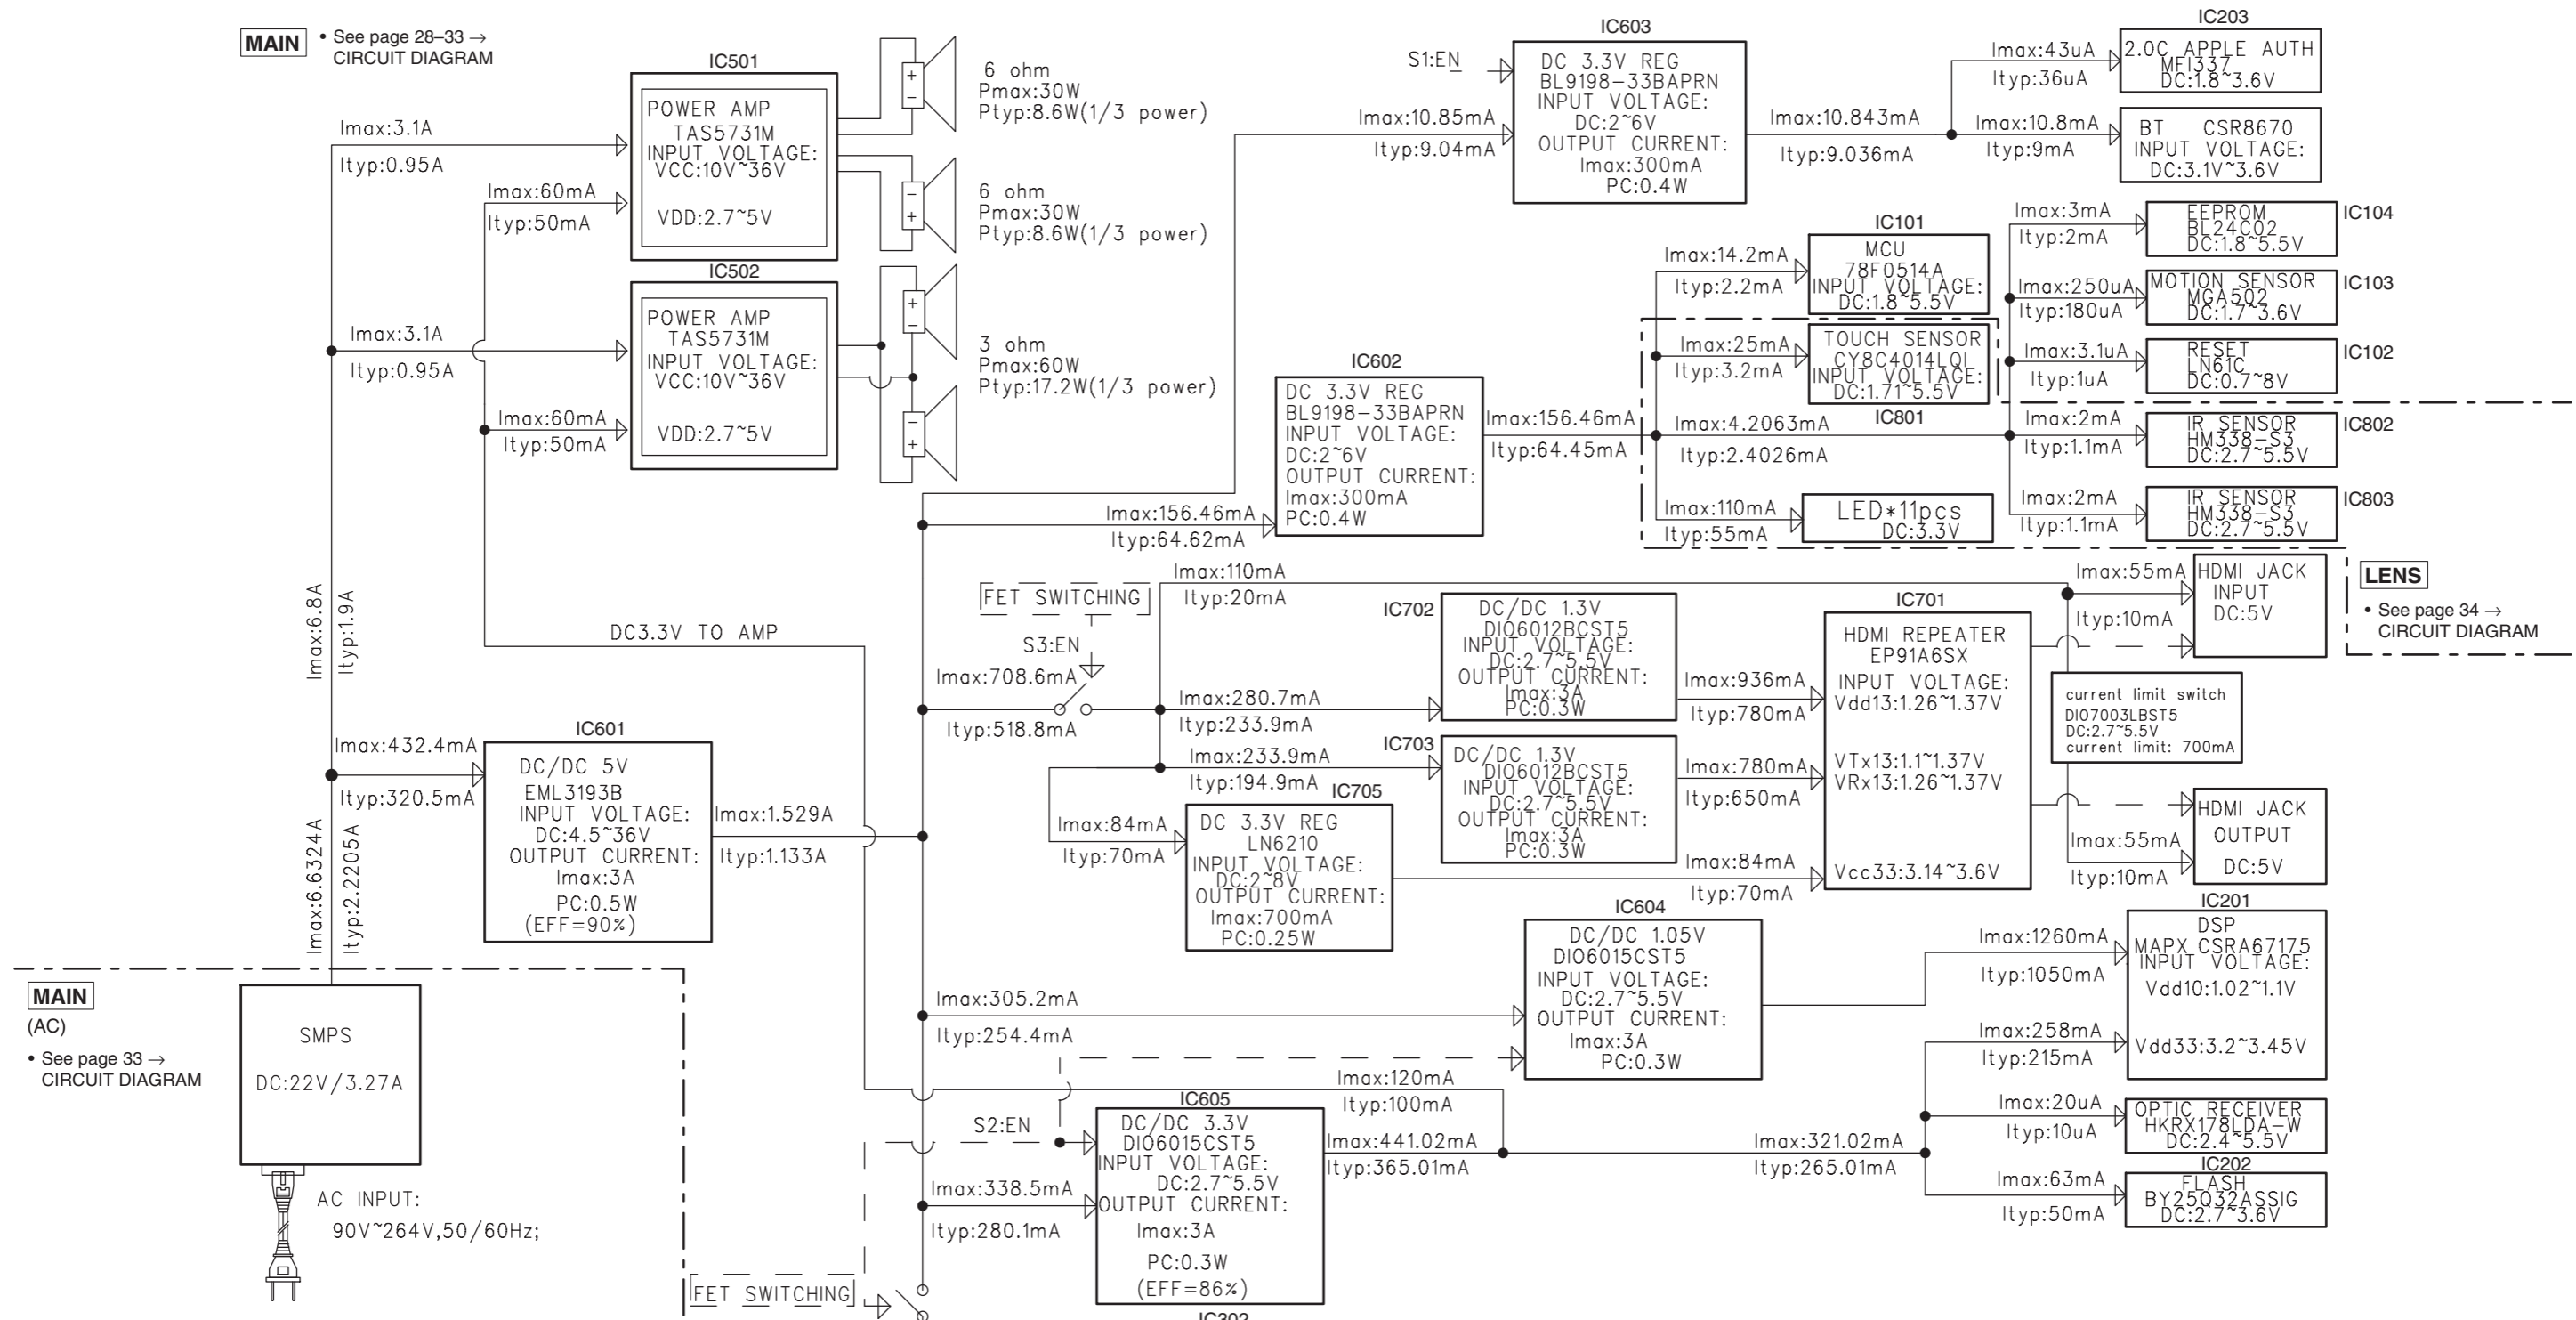 MAIN
• See page 28–33 →
CIRCUIT DIAGRAM
IC501
POWER AMP
TAS5731M
INPUT VOLTAGE:
VCC:10V~36V
VDD:2.7~5V
Imax:3.1A
Ityp:0.95A
Imax:60mA
Ityp:50mA
6 ohm
Pmax:30W
Ptyp:8.6W(1/3 power)
6 ohm
Pmax:30W
Ptyp:8.6W(1/3 power)
IC502
POWER AMP
TAS5731M
INPUT VOLTAGE:
VCC:10V~36V
VDD:2.7~5V
Imax:3.1A
Ityp:0.95A
Imax:60mA
Ityp:50mA
3 ohm
Pmax:60W
Ptyp:17.2W(1/3 power)
S1:EN
Imax:10.85mA
Ityp:9.04mA
IC603
DC 3.3V REG
BL9198-33BAPRN
INPUT VOLTAGE:
DC:2~6V
OUTPUT CURRENT:
Imax:300mA
PC:0.4W
Imax:10.843mA
Ityp:9.036mA
Imax:43uA
Ityp:36uA
IC203
2.0C APPLE AUTH
MFI337
DC:1.8~3.6V
Imax:10.8mA
Ityp:9mA
BT CSR8670
INPUT VOLTAGE:
DC:3.1V~3.6V
Imax:156.46mA
Ityp:64.62mA
IC602
DC 3.3V REG
BL9198-33BAPRN
INPUT VOLTAGE:
DC:2~6V
OUTPUT CURRENT:
Imax:300mA
PC:0.4W
Imax:156.46mA
Ityp:64.45mA
Imax:14.2mA
Ityp:2.2mA
IC101
MCU
78F0514A
INPUT VOLTAGE:
DC:1.8~5.5V
Imax:25mA
Ityp:3.2mA
TOUCH SENSOR
CY8C4014LQI
INPUT VOLTAGE:
DC:1.71~5.5V
IC801
Imax:4.2063mA
Ityp:2.4026mA
Imax:110mA
Ityp:55mA
LED*11pcs
DC:3.3V
Imax:3mA
Ityp:2mA
EEPROM
BL24C02
DC:1.8~5.5V
IC104
Imax:250uA
Ityp:180uA
MOTION SENSOR
MGA502
DC:1.7~3.6V
IC103
Imax:3.1uA
Ityp:1uA
RESET
LN61C
DC:0.7~8V
IC102
Imax:2mA
Ityp:1.1mA
IR SENSOR
HM338-S3
DC:2.7~5.5V
IC802
Imax:2mA
Ityp:1.1mA
IR SENSOR
HM338-S3
DC:2.7~5.5V
IC803
LENS
• See page 34 →
CIRCUIT DIAGRAM
Imax:6.8A
Ityp:1.9A
DC3.3V TO AMP
FET SWITCHING
S3:EN
Imax:708.6mA
Ityp:518.8mA
Imax:110mA
Ityp:20mA
Imax:280.7mA
Ityp:233.9mA
IC702
DC/DC 1.3V
DIO6012BCST5
INPUT VOLTAGE:
DC:2.7~5.5V
OUTPUT CURRENT:
Imax:3A
PC:0.3W
Imax:936mA
Ityp:780mA
Imax:233.9mA
Ityp:194.9mA
IC703
DC/DC 1.3V
DIO6012BCST5
INPUT VOLTAGE:
DC:2.7~5.5V
OUTPUT CURRENT:
Imax:3A
PC:0.3W
Imax:780mA
Ityp:650mA
Imax:84mA
Ityp:70mA
IC705
DC 3.3V REG
LN6210
INPUT VOLTAGE:
DC:2~8V
OUTPUT CURRENT:
Imax:700mA
PC:0.25W
Imax:84mA
Ityp:70mA
IC701
HDMI REPEATER
EP91A6SX
INPUT VOLTAGE:
Vdd13:1.26~1.37V
VTx13:1.1~1.37V
VRx13:1.26~1.37V
Vcc33:3.14~3.6V
Imax:55mA
Ityp:10mA
HDMI JACK
INPUT
DC:5V
current limit switch
DIO7003LBST5
DC:2.7~5.5V
current limit: 700mA
Imax:55mA
Ityp:10mA
HDMI JACK
OUTPUT
DC:5V
Imax:432.4mA
Ityp:320.5mA
IC601
DC/DC 5V
EML3193B
INPUT VOLTAGE:
DC:4.5~36V
OUTPUT CURRENT:
Imax:3A
PC:0.5W
(EFF=90%)
Imax:1.529A
Ityp:1.133A
Imax:6.6324A
Ityp:2.2205A
MAIN
(AC)
• See page 33 →
CIRCUIT DIAGRAM
SMPS
DC:22V/3.27A
AC INPUT:
90V~264V,50/60Hz;
Imax:305.2mA
Ityp:254.4mA
IC604
DC/DC 1.05V
DIO6015CST5
INPUT VOLTAGE:
DC:2.7~5.5V
OUTPUT CURRENT:
Imax:3A
PC:0.3W
Imax:1260mA
Ityp:1050mA
IC201
DSP
MAPX CSRA67175
INPUT VOLTAGE:
Vdd10:1.02~1.1V
Vdd33:3.2~3.45V
Imax:258mA
Ityp:215mA
Imax:120mA
Ityp:100mA
S2:EN
Imax:338.5mA
Ityp:280.1mA
IC605
DC/DC 3.3V
DIO6015CST5
INPUT VOLTAGE:
DC:2.7~5.5V
OUTPUT CURRENT:
Imax:3A
PC:0.3W
(EFF=86%)
Imax:441.02mA
Ityp:365.01mA
Imax:321.02mA
Ityp:265.01mA
Imax:20uA
Ityp:10uA
OPTIC RECEIVER
HKRX178LDA-W
DC:2.4~5.5V
IC202
Imax:63mA
Ityp:50mA
FLASH
BY25Q32ASSIG
DC:2.7~3.6V
FET SWITCHING
IC302